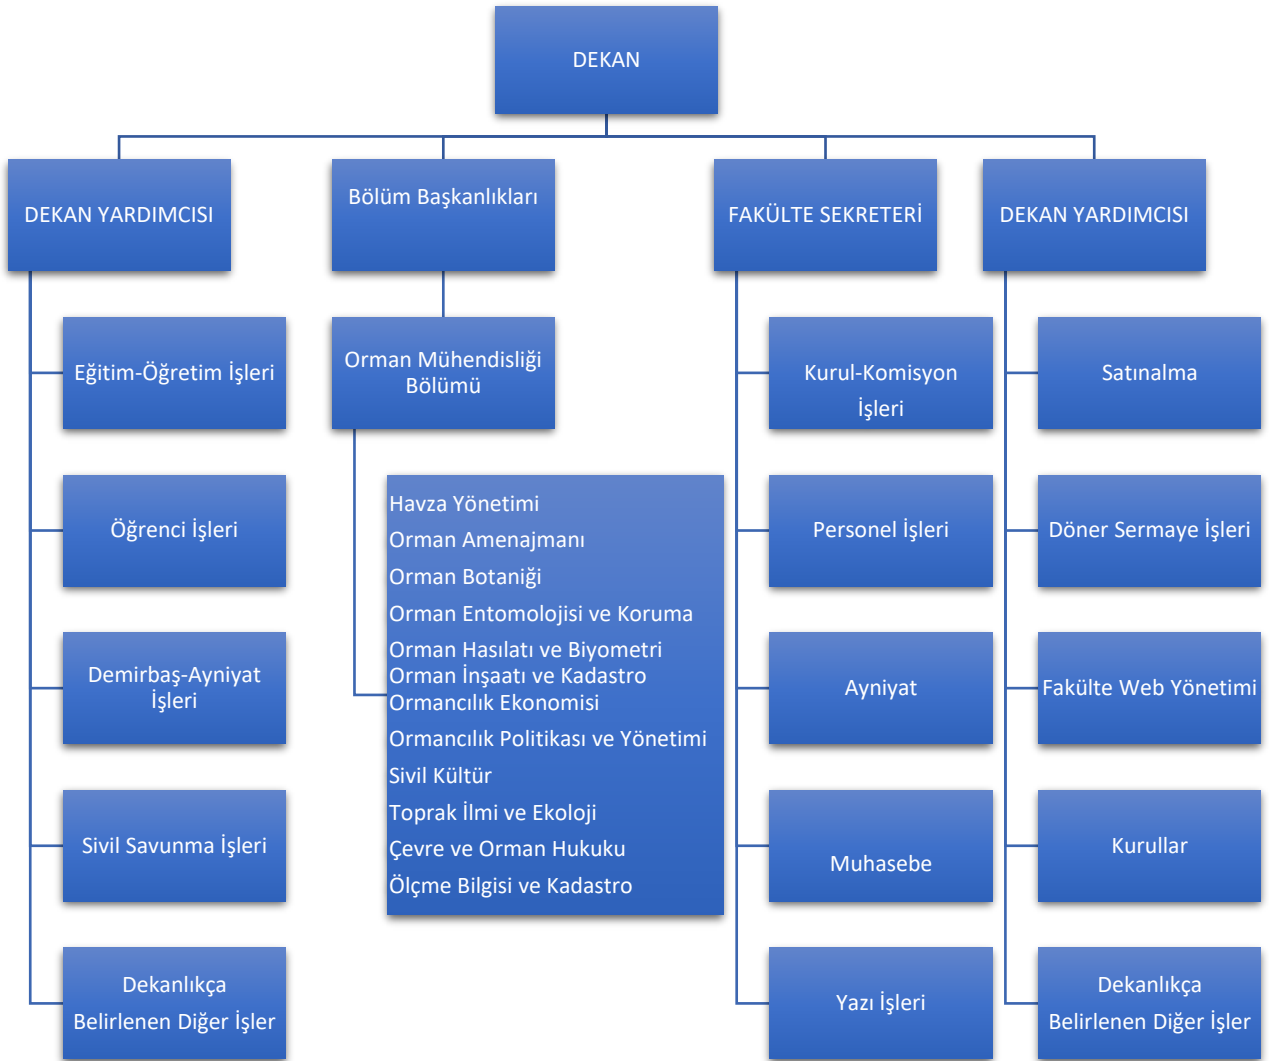 DEKAN
DEKAN YARDIMCISI
Eğitim-Öğretim İşleri
Öğrenci İşleri
Demirbaş-Ayniyat
İşleri
Sivil Savunma İşleri
Dekanlıkça
Belirlenen Diğer İşler
Bölüm Başkanlıkları
Orman Mühendisliği
Bölümü
Havza Yönetimi
Orman Amenajmanı
Orman Botaniği
Orman Entomolojisi ve Koruma
Orman Hasılatı ve Biyometri
Orman İnşaatı ve Kadastro
Ormancılık Ekonomisi
Ormancılık Politikası ve Yönetimi
Sivil Kültür
Toprak İlmi ve Ekoloji
Çevre ve Orman Hukuku
Ölçme Bilgisi ve Kadastro
FAKÜLTE SEKRETERİ
Kurul-Komisyon
İşleri
Personel İşleri
Ayniyat
Muhasebe
Yazı İşleri
DEKAN YARDIMCISI
Satınalma
Döner Sermaye İşleri
Fakülte Web Yönetimi
Kurullar
Dekanlıkça
Belirlenen Diğer İşler